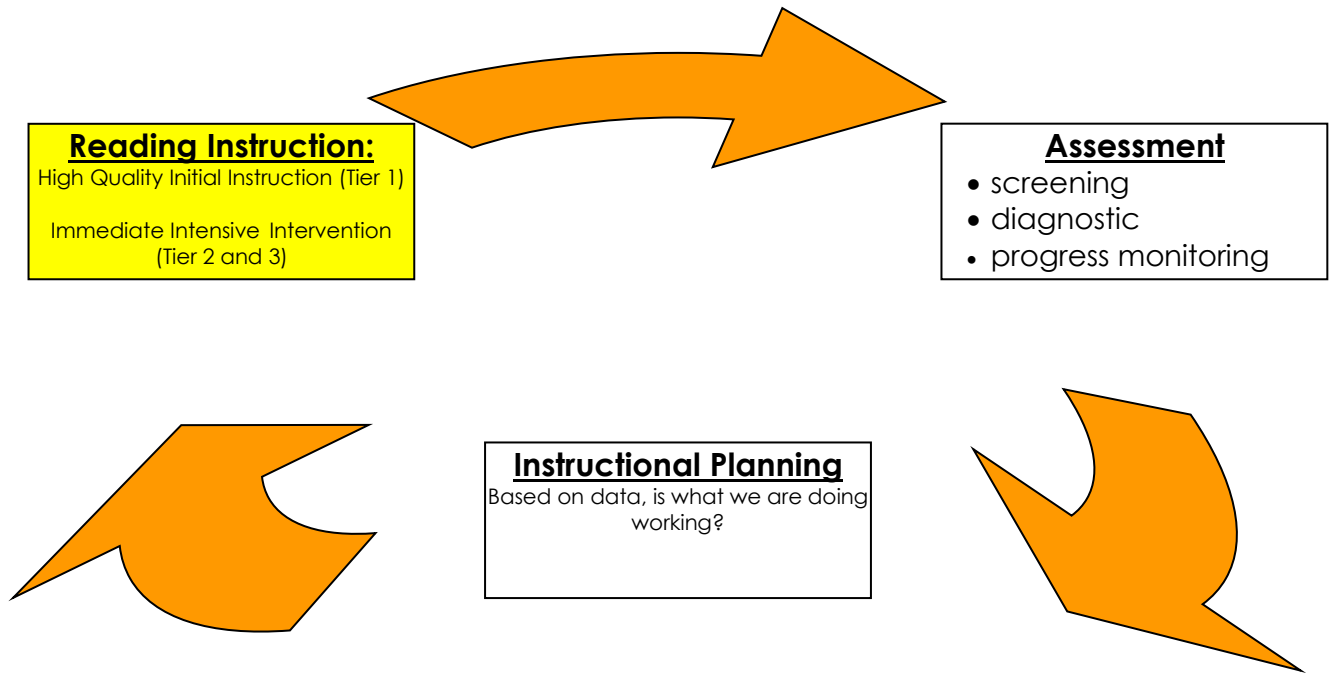 Reading Instruction:
High Quality Initial Instruction (Tier 1)
Immediate Intensive Intervention
(Tier 2 and 3)
Assessment
• screening
• diagnostic
• progress monitoring
Instructional Planning
Based on data, is what we are doing
working?